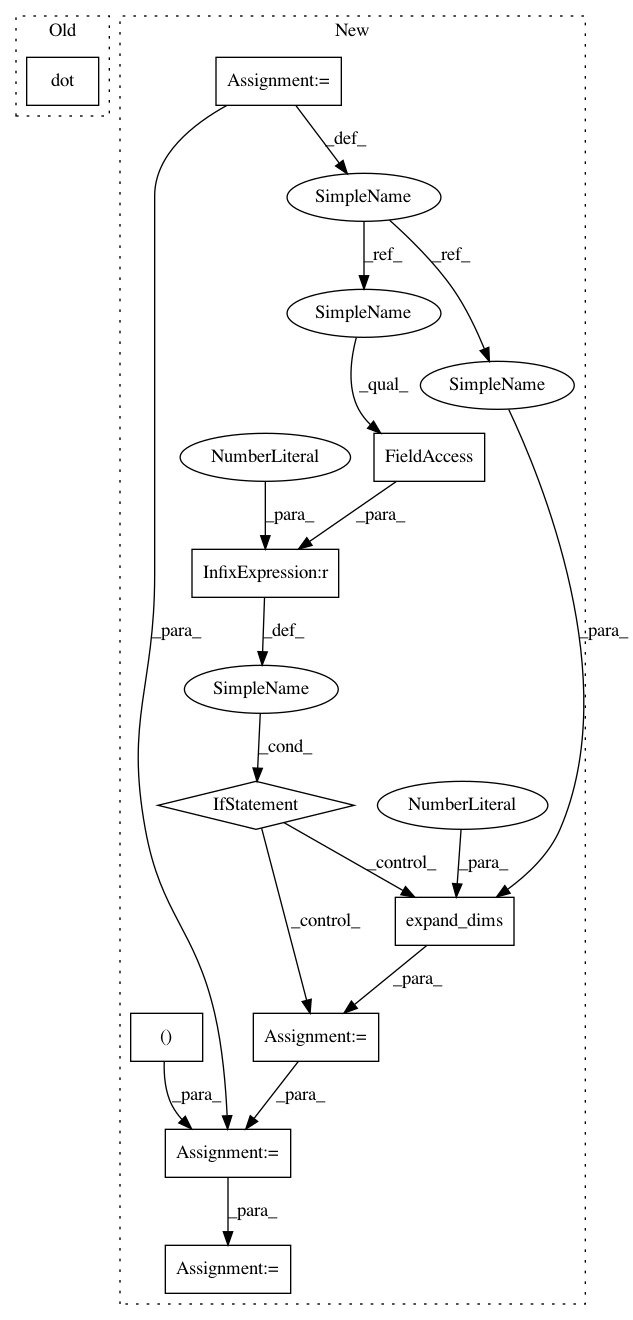 Old
New
dot
Assignment:=
_def_
SimpleName
_ref_
_ref_
SimpleName
SimpleName
_qual_
NumberLiteral
FieldAccess
_para_
_para_
InfixExpression:r
_para_
_def_
_para_
SimpleName
_cond_
IfStatement
NumberLiteral
_control_
_para_
_control_
expand_dims
_para_
()
Assignment:=
_para_
_para_
Assignment:=
_para_
Assignment:=